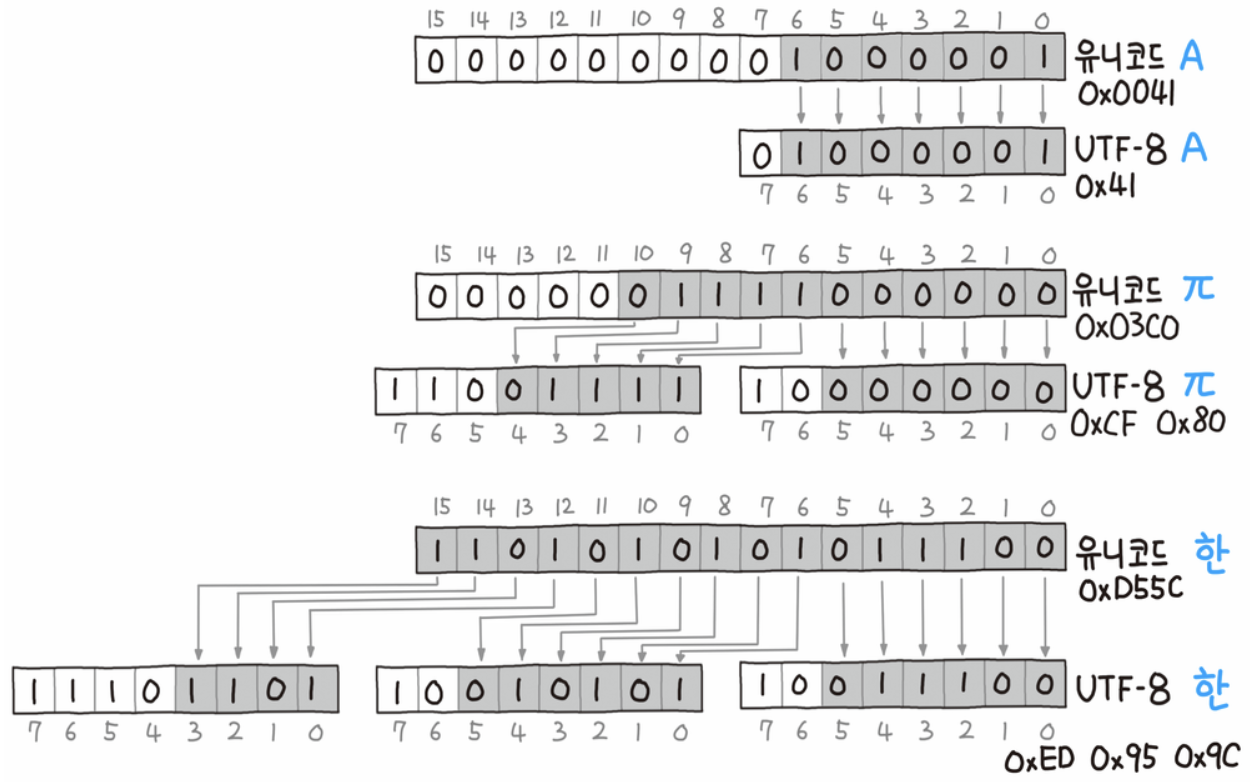 15 14 13 12 11 10 9 8 7 6 5 4 3 2 1 0
0 0 0 0 0 0 0 0 0 1 0 0 0 0 0 1 유니코드 A
0x0041
0 1 0 0 0 0 0 1 UTF-8 A
7 6 5 4 3 2 1 0 0x41
15 14 13 12 11 10 9 8 7 6 5 4 3 2 1 0
0 0 0 0 0 0 1 1 1 1 0 0 0 0 0 0 유니코드 π
0x03C0
1 1 0 0 1 1 1 1 1 0 0 0 0 0 0 0 UTF-8 π
7 6 5 4 3 2 1 0 7 6 5 4 3 2 1 0 0xCF 0x80
15 14 13 12 11 10 9 8 7 6 5 4 3 2 1 0
1 1 0 1 0 1 0 1 0 1 0 1 1 1 0 0 유니코드 한
0xD55C
1 1 1 0 1 1 0 1 1 0 0 1 0 1 0 1 1 0 0 1 1 1 0 0 UTF-8 한
7 6 5 4 3 2 1 0 7 6 5 4 3 2 1 0 7 6 5 4 3 2 1 0
0xED 0x95 0x9C